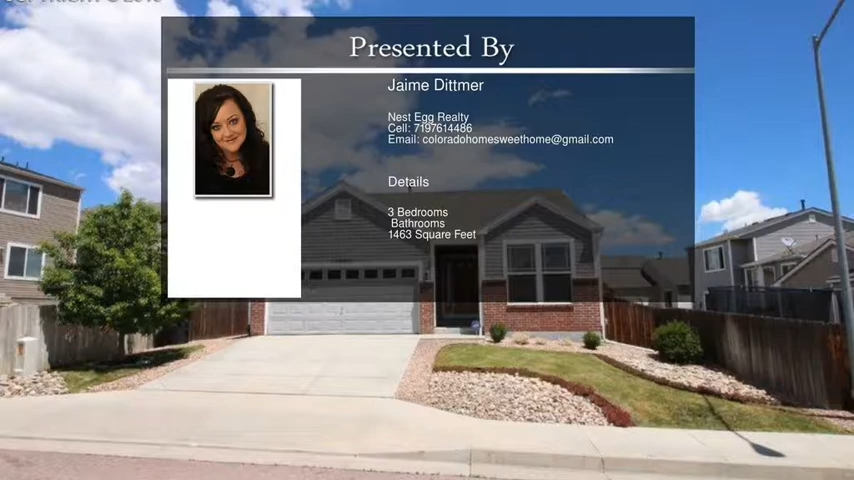 Presented By
Jaime Dittmer
Nest Egg Realty
Cell: 7197614486
Email: coloradohomesweethome@gmail.com
Details
3 Bedrooms
Bathrooms
1463 Square Feet